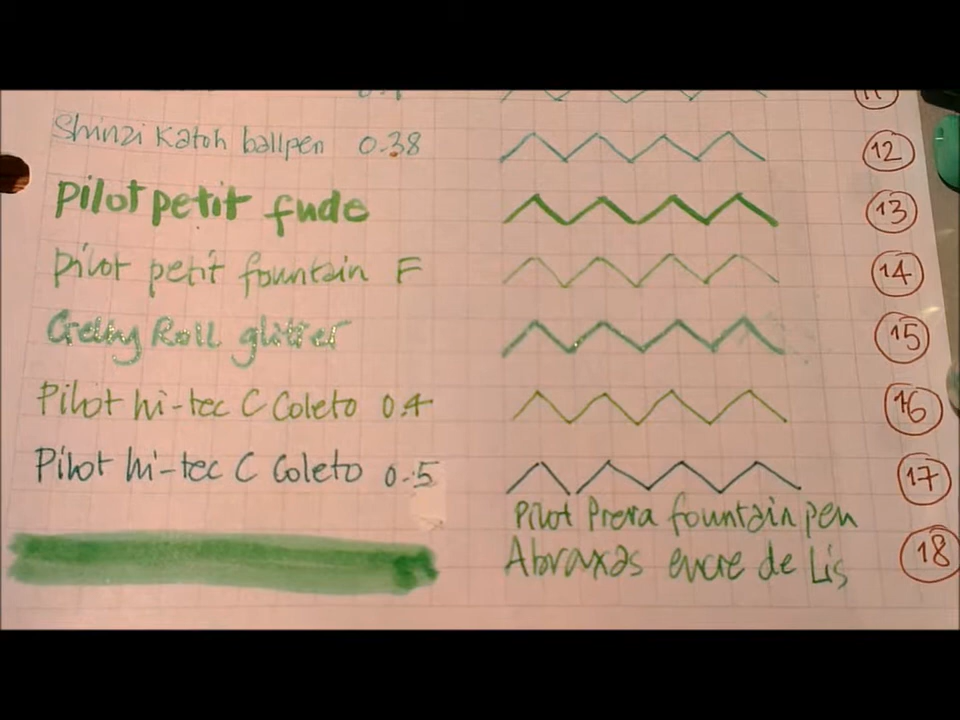 Shinzi Katoh ballpen 0.38 12
Pilot petit fude 13
pilot petit fountain F 14
Gelly Roll glitter 15
Pilot hi-tec C Coleto 0.4 16
Pilot hi-tec C Coleto 0.5 17
Pilot Prera fountain pen
Abraxas encre de Lis 18